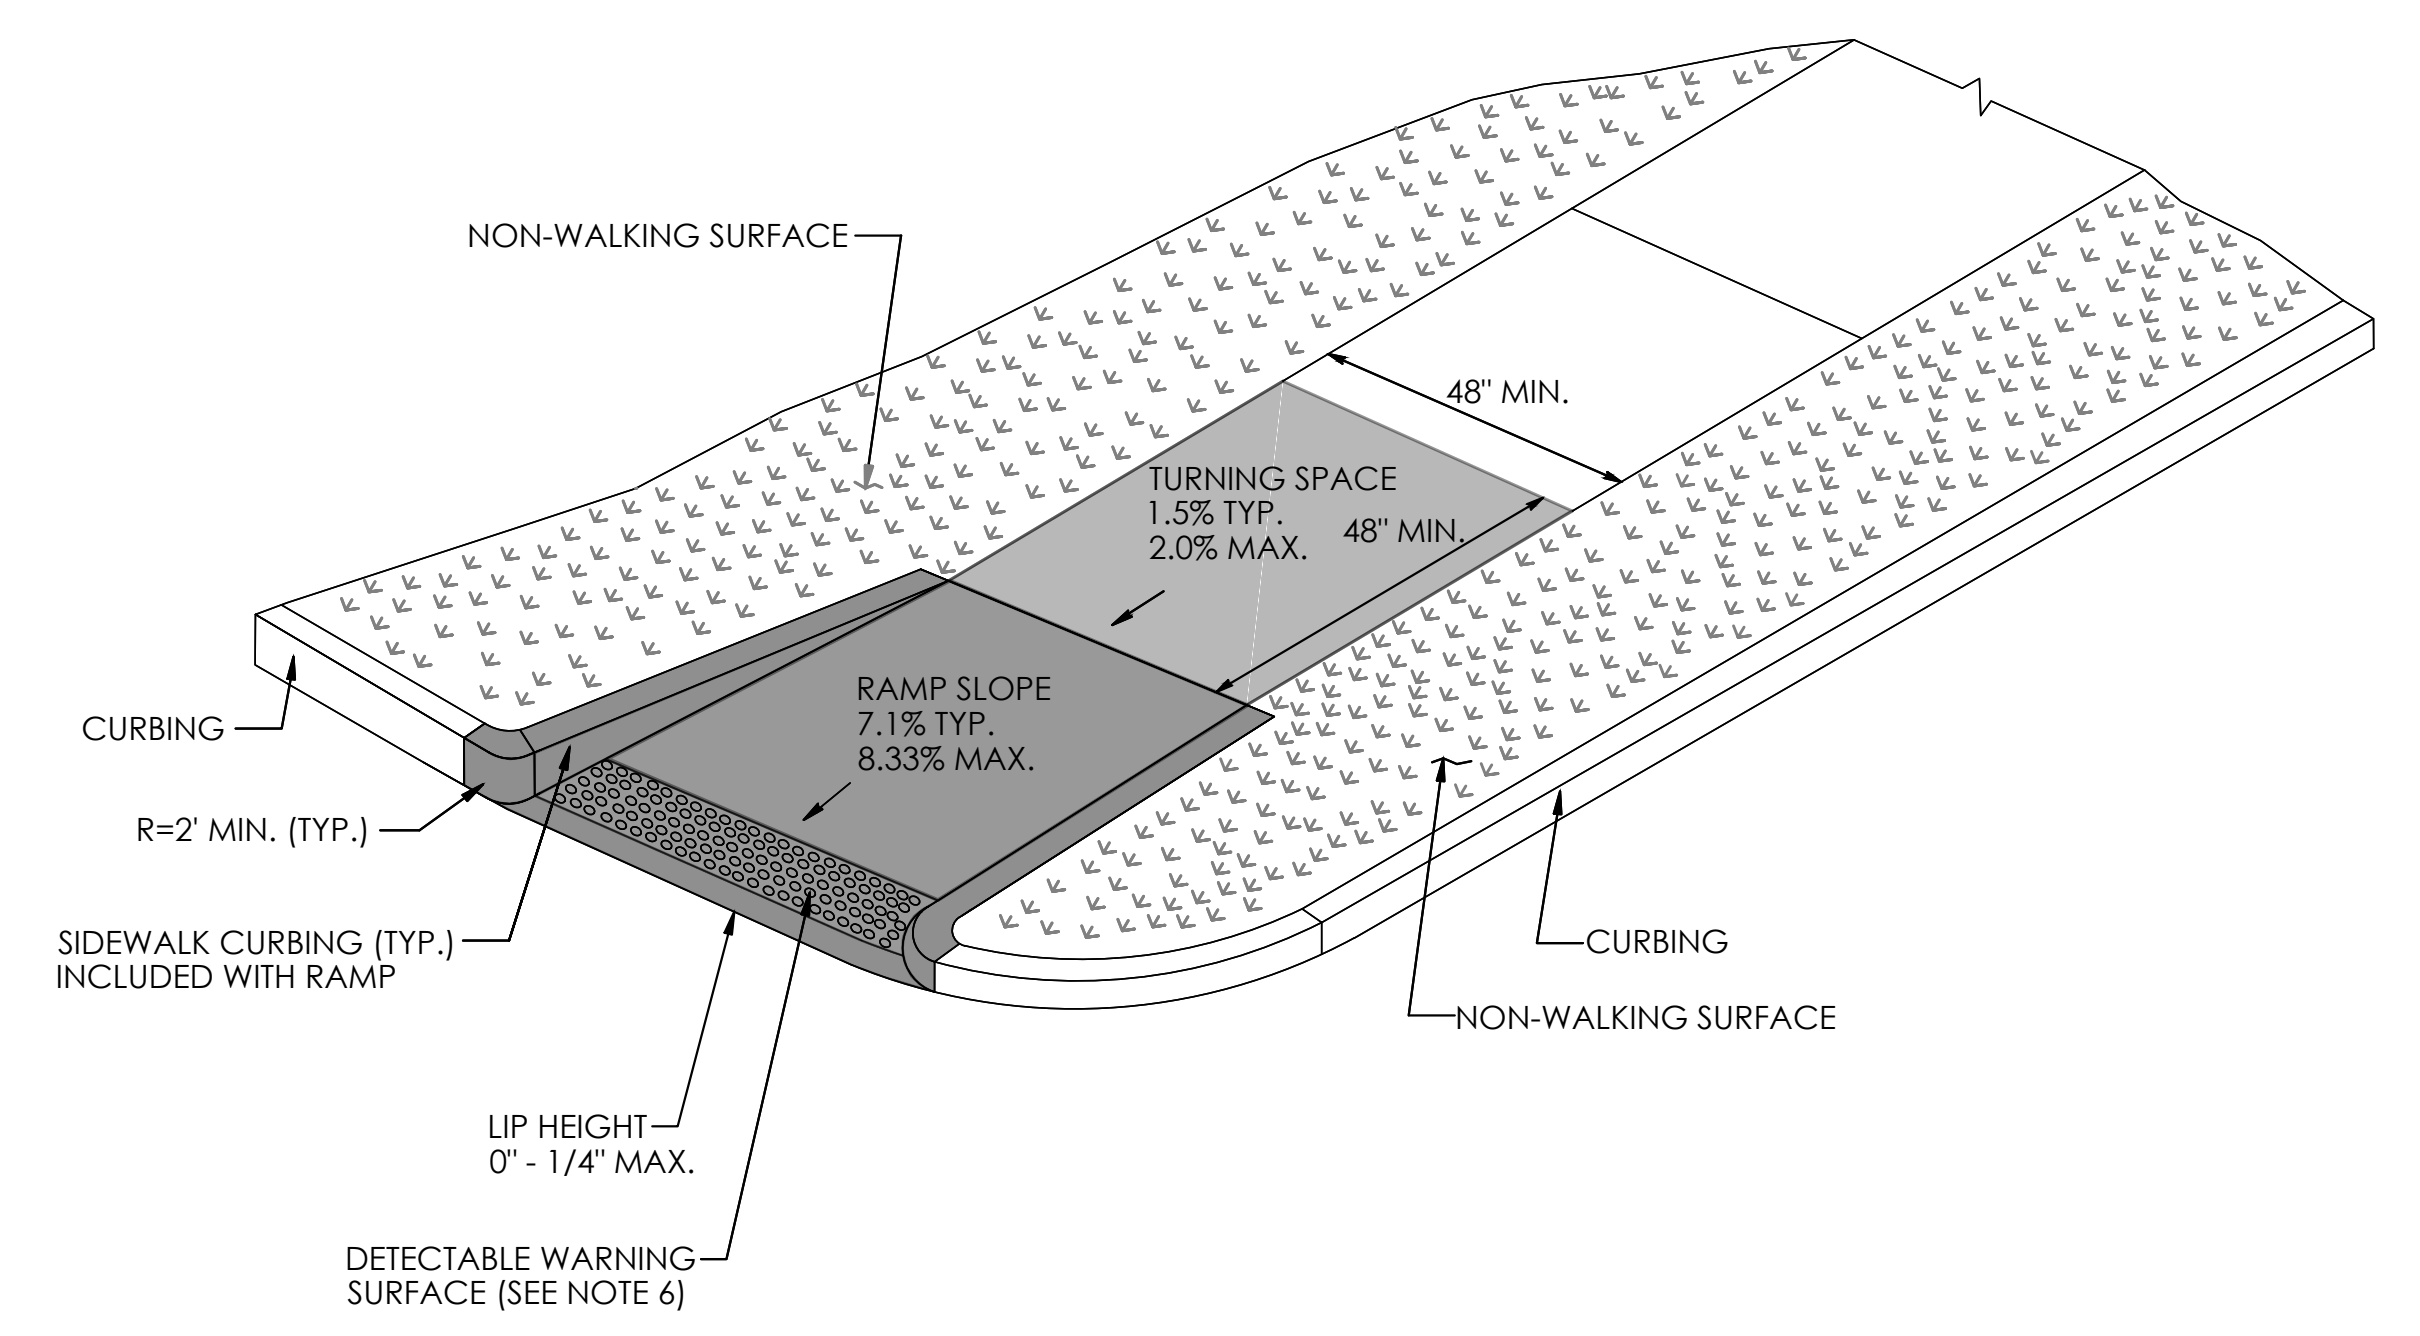 NON-WALKING SURFACE
48" MIN.
TURNING SPACE
1.5% TYP.
2.0% MAX.
48" MIN.
RAMP SLOPE
7.1% TYP.
8.33% MAX.
CURBING
R=2' MIN. (TYP.)
SIDEWALK CURBING (TYP.)
INCLUDED WITH RAMP
CURBING
NON-WALKING SURFACE
LIP HEIGHT
0" - 1/4" MAX.
DETECTABLE WARNING
SURFACE (SEE NOTE 6)